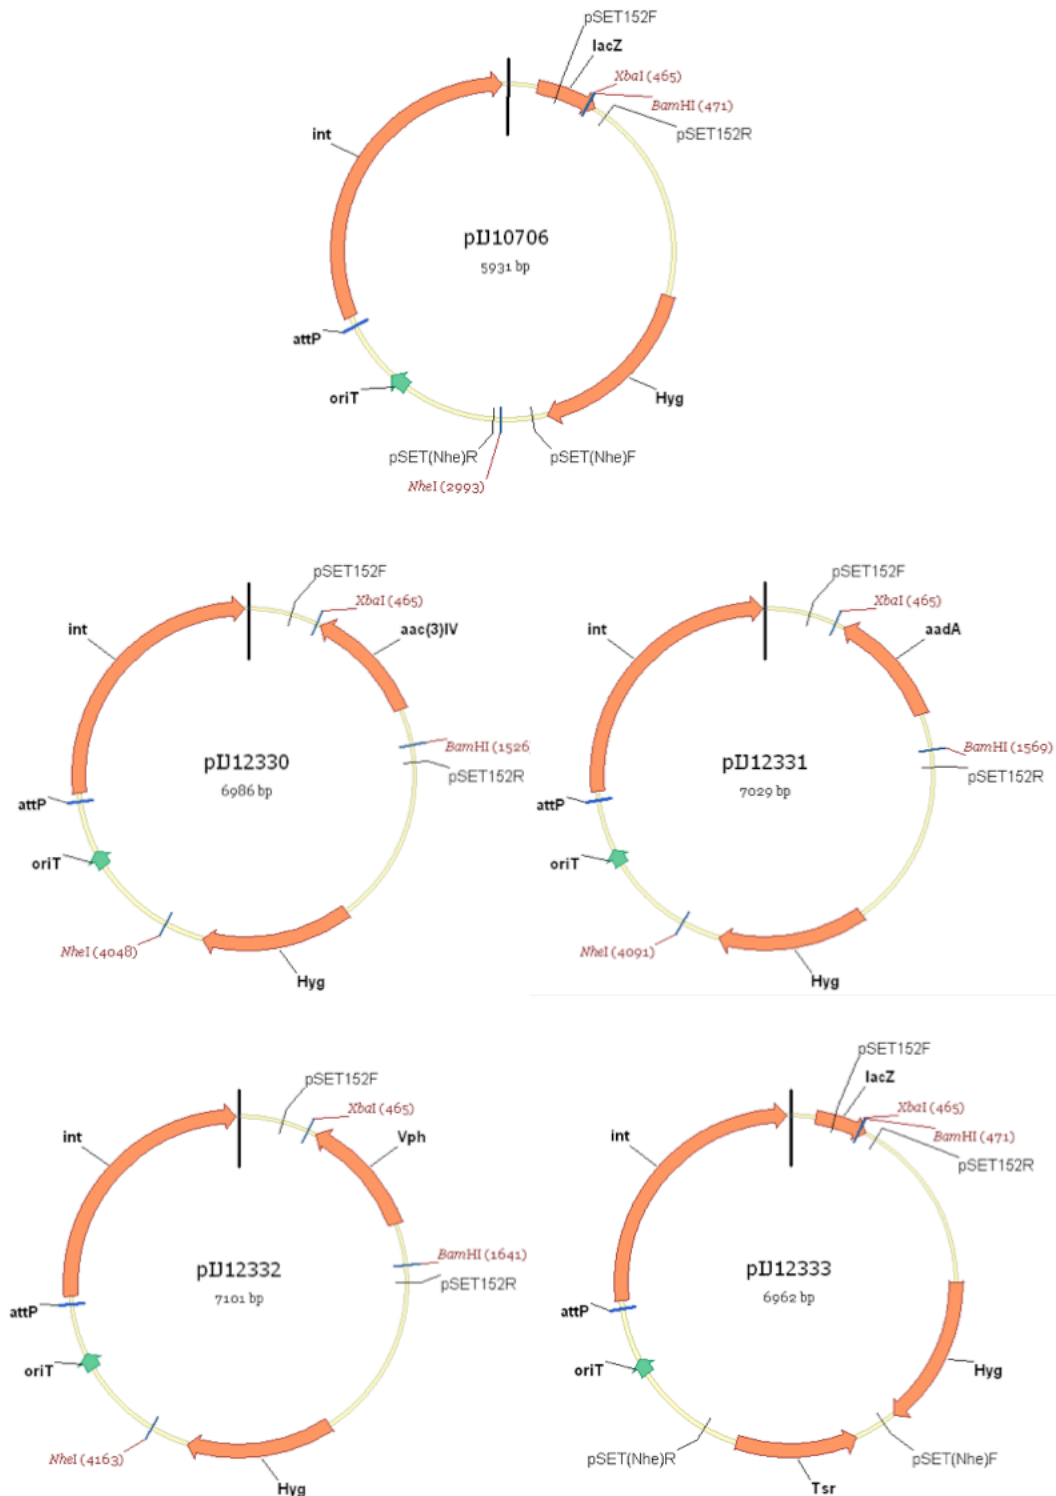 pSET152F
lacZ
XbaI (465)
BamHI (471)
pSET152R
int
pIJ10706
5931 bp
attP
oriT
Hyg
pSET(Nhe)R
pSET(Nhe)F
NheI (2993)
pSET152F
XbaI (465)
int
aac(3)IV
BamHI (1526
pIJ12330
pSET152R
6986 bp
attP
oriT
NheI (4048)
Hyg
pSET152F
XbaI (465)
int
aadA
BamHI (1569)
pIJ12331
pSET152R
7029 bp
attP
oriT
NheI (4091)
Hyg
pSET152F
XbaI (465)
int
Vph
BamHI (1641)
pIJ12332
pSET152R
7101 bp
attP
oriT
NheI (4163)
Hyg
pSET152F
lacZ
XbaI (465)
BamHI (471)
int
pSET152R
pIJ12333
6962 bp
attP
oriT
Hyg
pSET(Nhe)R
pSET(Nhe)F
Tsr